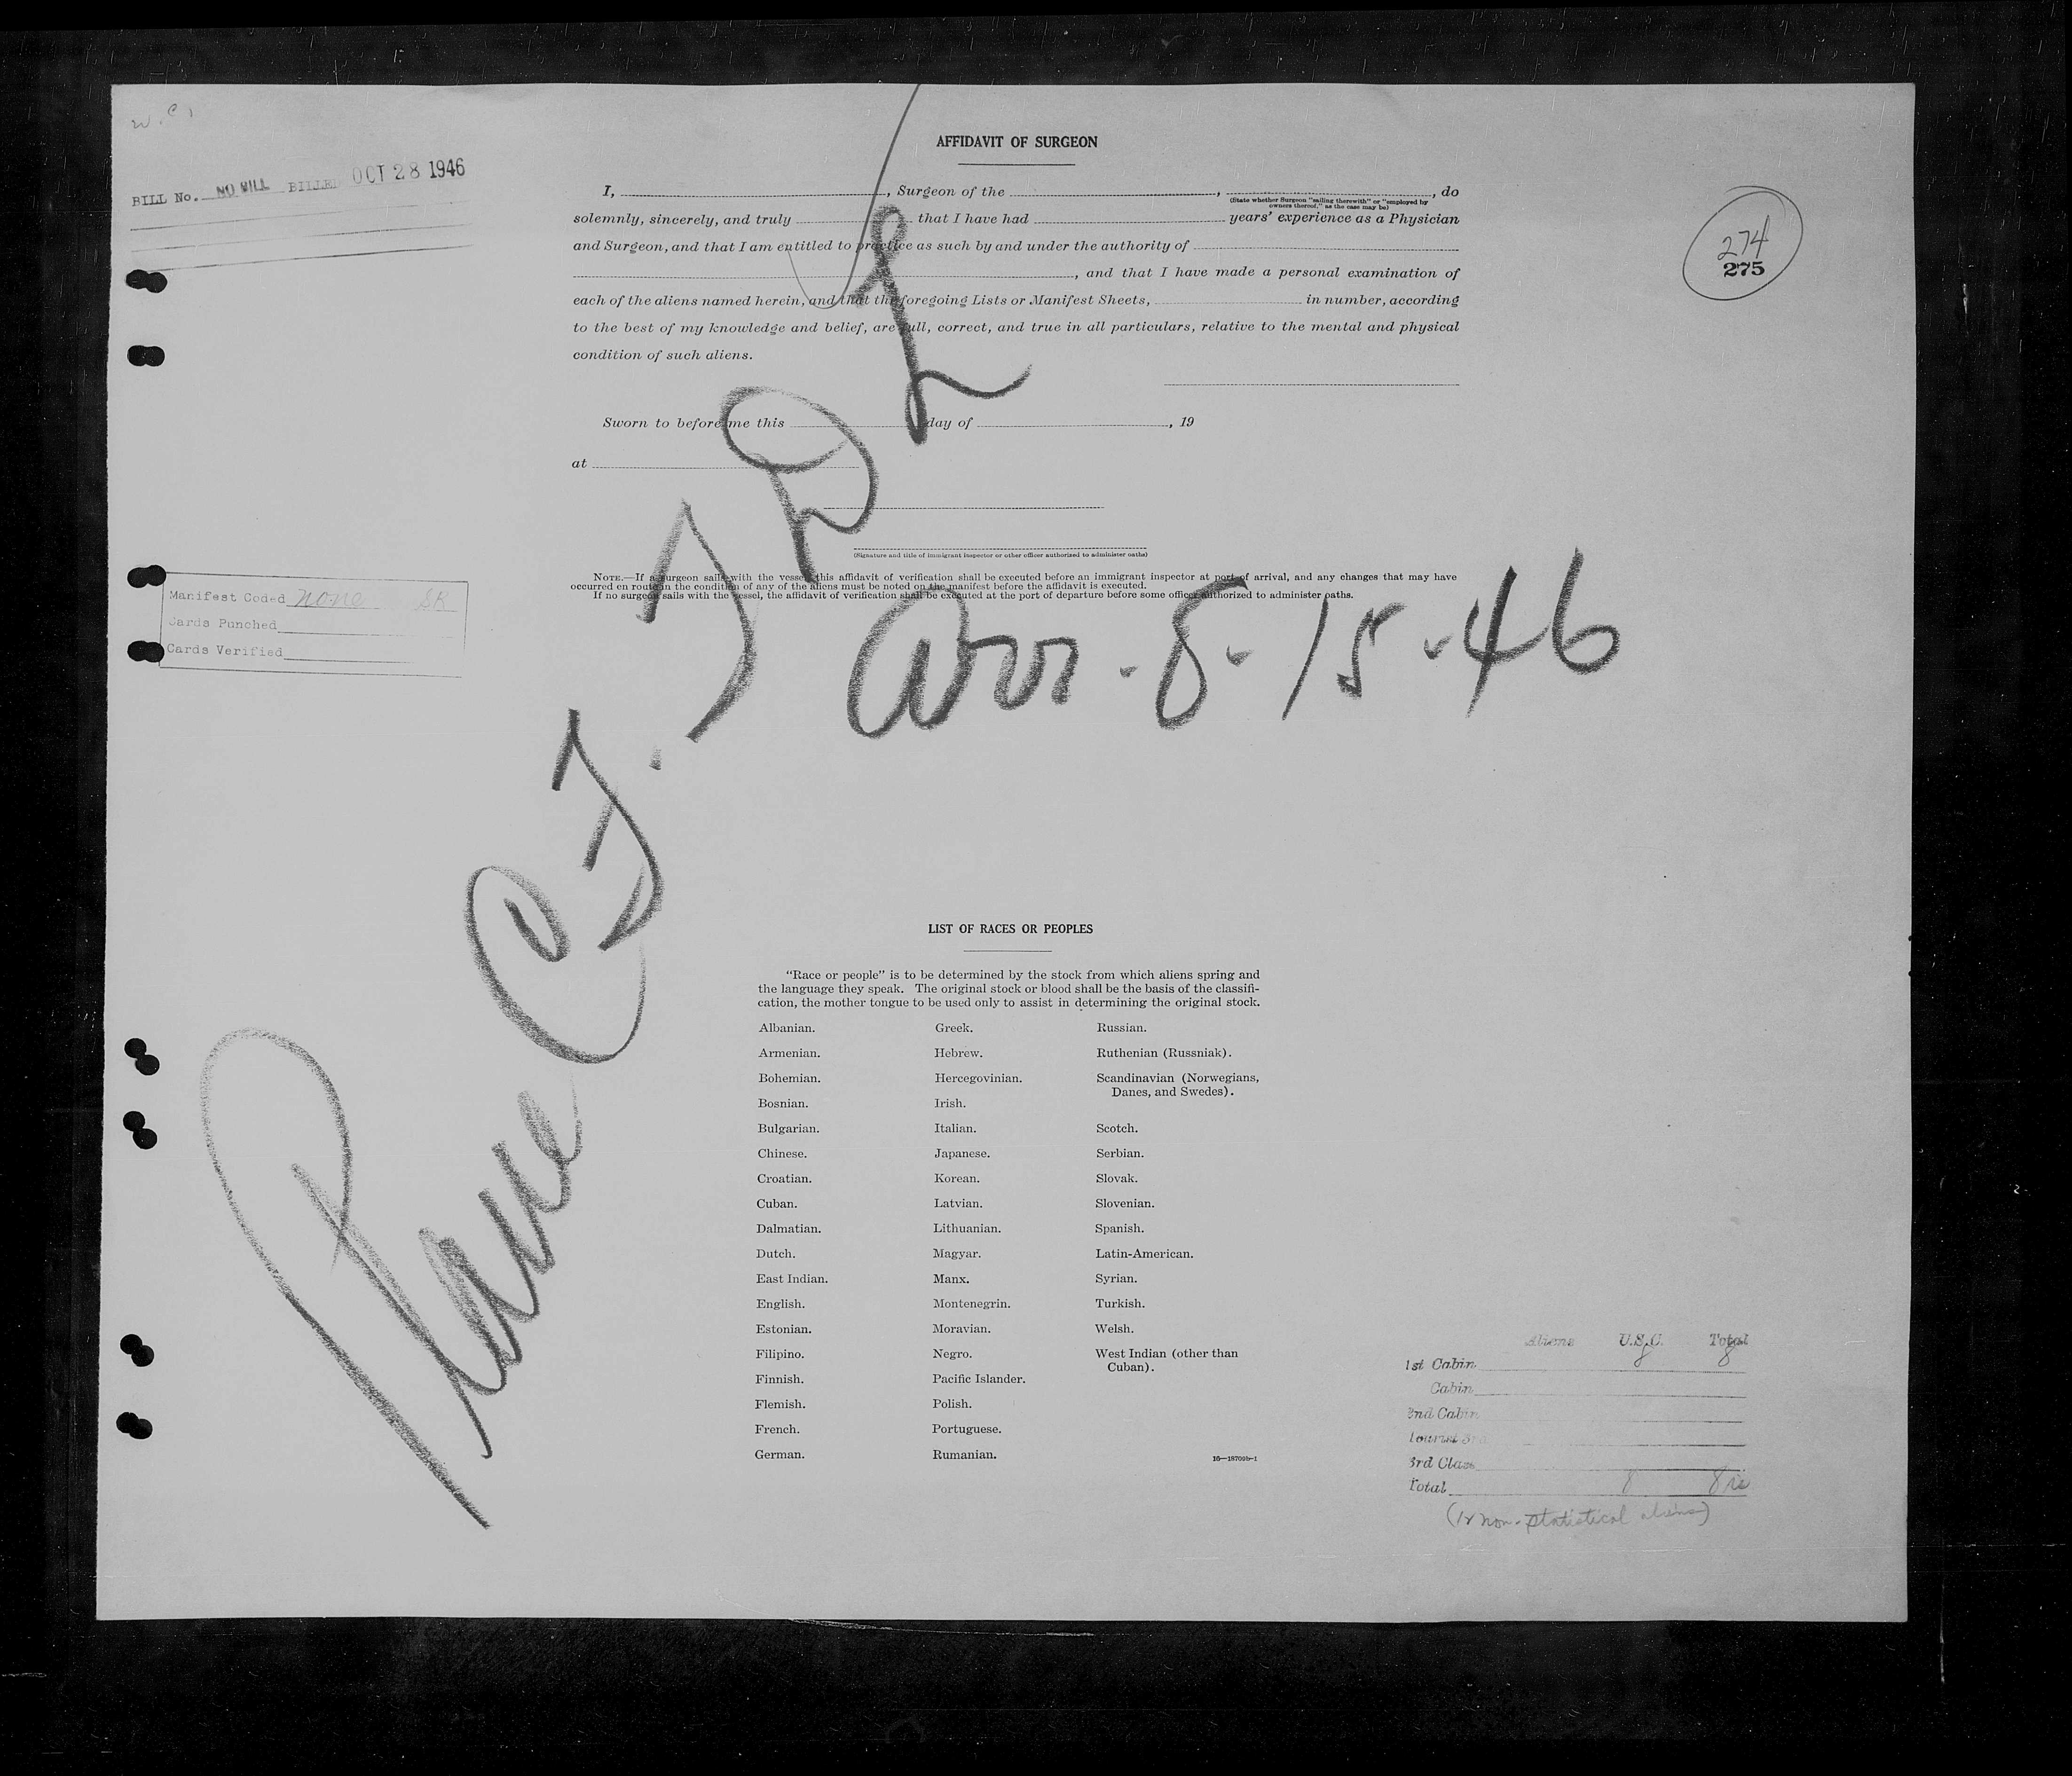 W.C.
BILL No. NO BILL BILLED OCT 28 1946
AFFIDAVIT OF SURGEON
I, , Surgeon of the , , do
(State whether Surgeon "sailing therewith" or "employed by
owners thereof," as the case may be)
solemnly, sincerely, and truly that I have had years' experience as a Physician
and Surgeon, and that I am entitled to practice as such by and under the authority of
, and that I have made a personal examination of
each of the aliens named herein, and that the foregoing Lists or Manifest Sheets, in number, according
to the best of my knowledge and belief, are full, correct, and true in all particulars, relative to the mental and physical
condition of such aliens.
274
275
Sworn to before me this day of , 19
at
(Signature and title of immigrant inspector or other officer authorized to administer oaths)
NOTE.—If a surgeon sails with the vessel, this affidavit of verification shall be executed before an immigrant inspector at port of arrival, and any changes that may have
occurred en route in the condition of any of the aliens must be noted on the manifest before the affidavit is executed.
If no surgeon sails with the vessel, the affidavit of verification shall be executed at the port of departure before some officer authorized to administer oaths.
Manifest Coded none SR
Cards Punched
Cards Verified
Plane CF. TDL
arr - 8 - 15 - 46
LIST OF RACES OR PEOPLES
"Race or people" is to be determined by the stock from which aliens spring and
the language they speak. The original stock or blood shall be the basis of the classifi-
cation, the mother tongue to be used only to assist in determining the original stock.
Albanian. Greek. Russian.
Armenian. Hebrew. Ruthenian (Russniak).
Bohemian. Hercegovinian. Scandinavian (Norwegians,
Danes, and Swedes).
Bosnian. Irish.
Bulgarian. Italian. Scotch.
Chinese. Japanese. Serbian.
Croatian. Korean. Slovak.
Cuban. Latvian. Slovenian.
Dalmatian. Lithuanian. Spanish.
Dutch. Magyar. Latin-American.
East Indian. Manx. Syrian.
English. Montenegrin. Turkish.
Estonian. Moravian. Welsh.
Filipino. Negro. West Indian (other than
Cuban).
Finnish. Pacific Islander.
Flemish. Polish.
French. Portuguese.
German. Rumanian.
16—18709b-1
Aliens U.S.C. Total
1st Cabin 8 8
Cabin
2nd Cabin
Tourist 3rd
3rd Class
Total 8 8
non-statistical aliens)